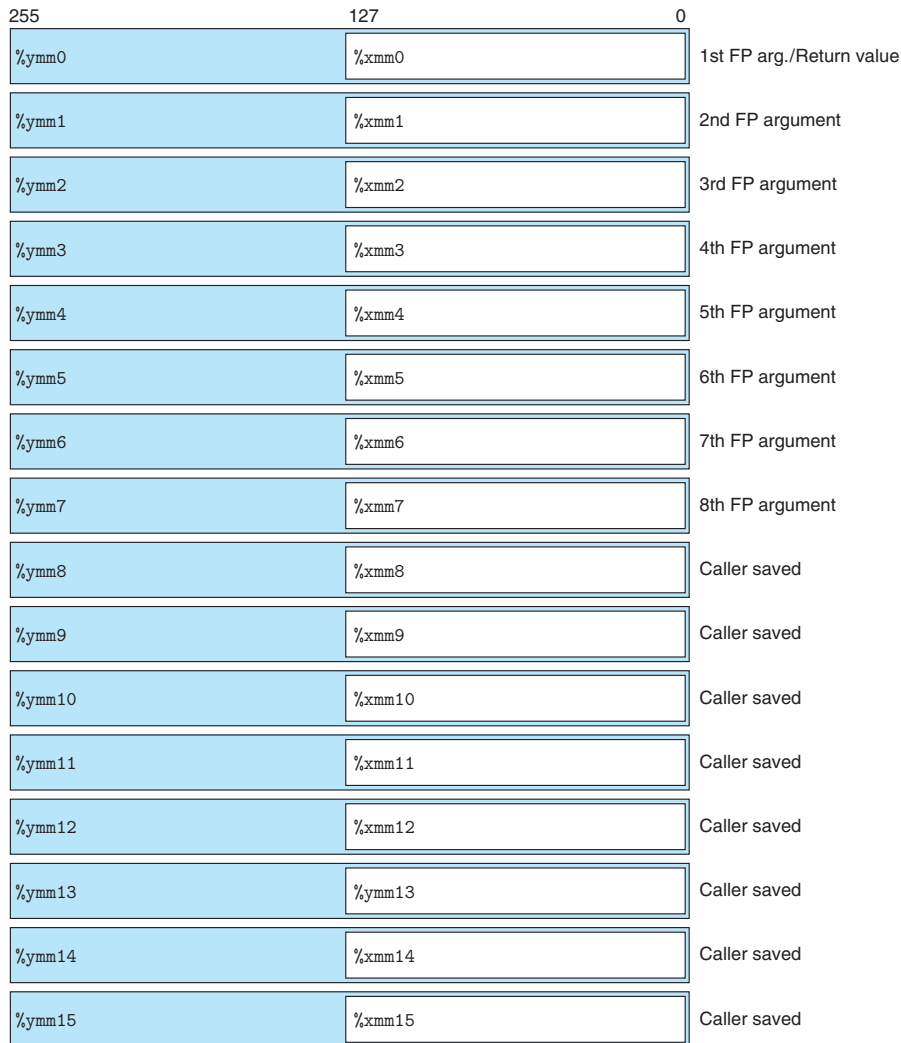 255 127 0
%ymm0 %xmm0 1st FP arg./Return value
%ymm1 %xmm1 2nd FP argument
%ymm2 %xmm2 3rd FP argument
%ymm3 %xmm3 4th FP argument
%ymm4 %xmm4 5th FP argument
%ymm5 %xmm5 6th FP argument
%ymm6 %xmm6 7th FP argument
%ymm7 %xmm7 8th FP argument
%ymm8 %xmm8 Caller saved
%ymm9 %xmm9 Caller saved
%ymm10 %xmm10 Caller saved
%ymm11 %xmm11 Caller saved
%ymm12 %xmm12 Caller saved
%ymm13 %ymm13 Caller saved
%ymm14 %xmm14 Caller saved
%ymm15 %xmm15 Caller saved